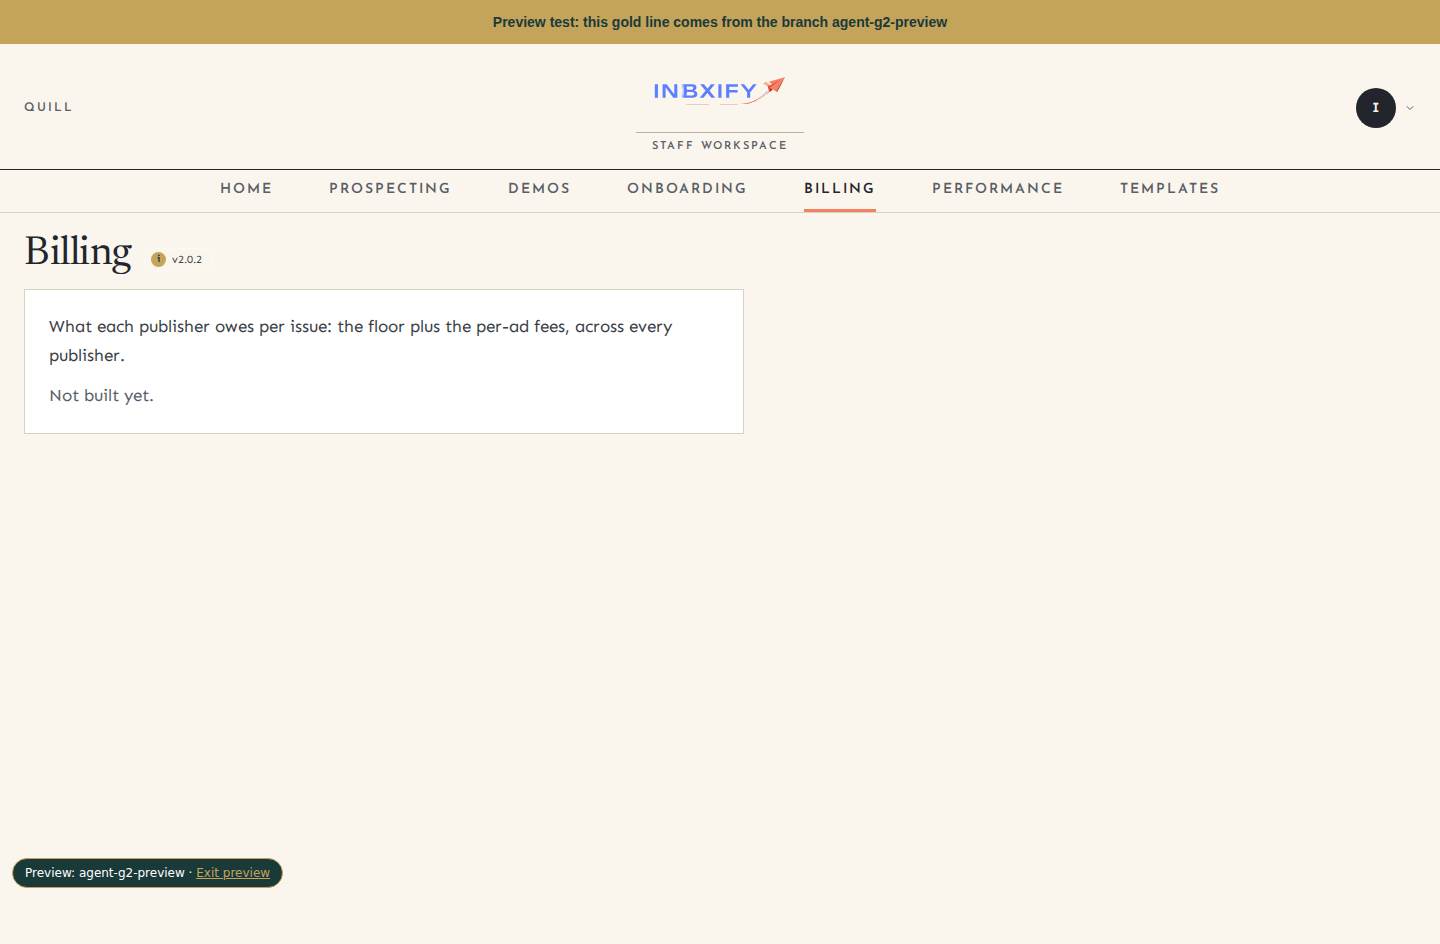 Preview test: this gold line comes from the branch agent-g2-preview
QUILL
INBXIFY
STAFF WORKSPACE
I
HOME PROSPECTING DEMOS ONBOARDING BILLING PERFORMANCE TEMPLATES
Billing
i v2.0.2
What each publisher owes per issue: the floor plus the per-ad fees, across every
publisher.
Not built yet.
Preview: agent-g2-preview · Exit preview